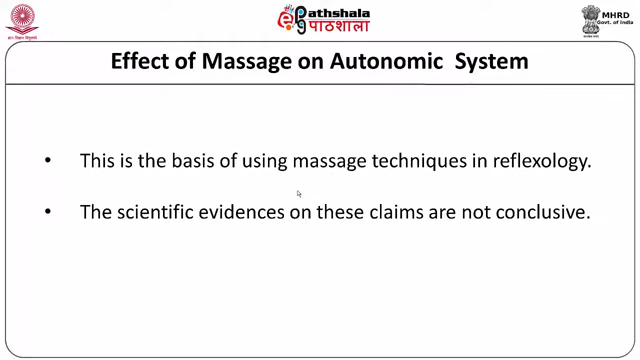 Pathshala
पाठशाला
MHRD
Govt. of India
Effect of Massage on Autonomic System
• This is the basis of using massage techniques in reflexology.
• The scientific evidences on these claims are not conclusive.